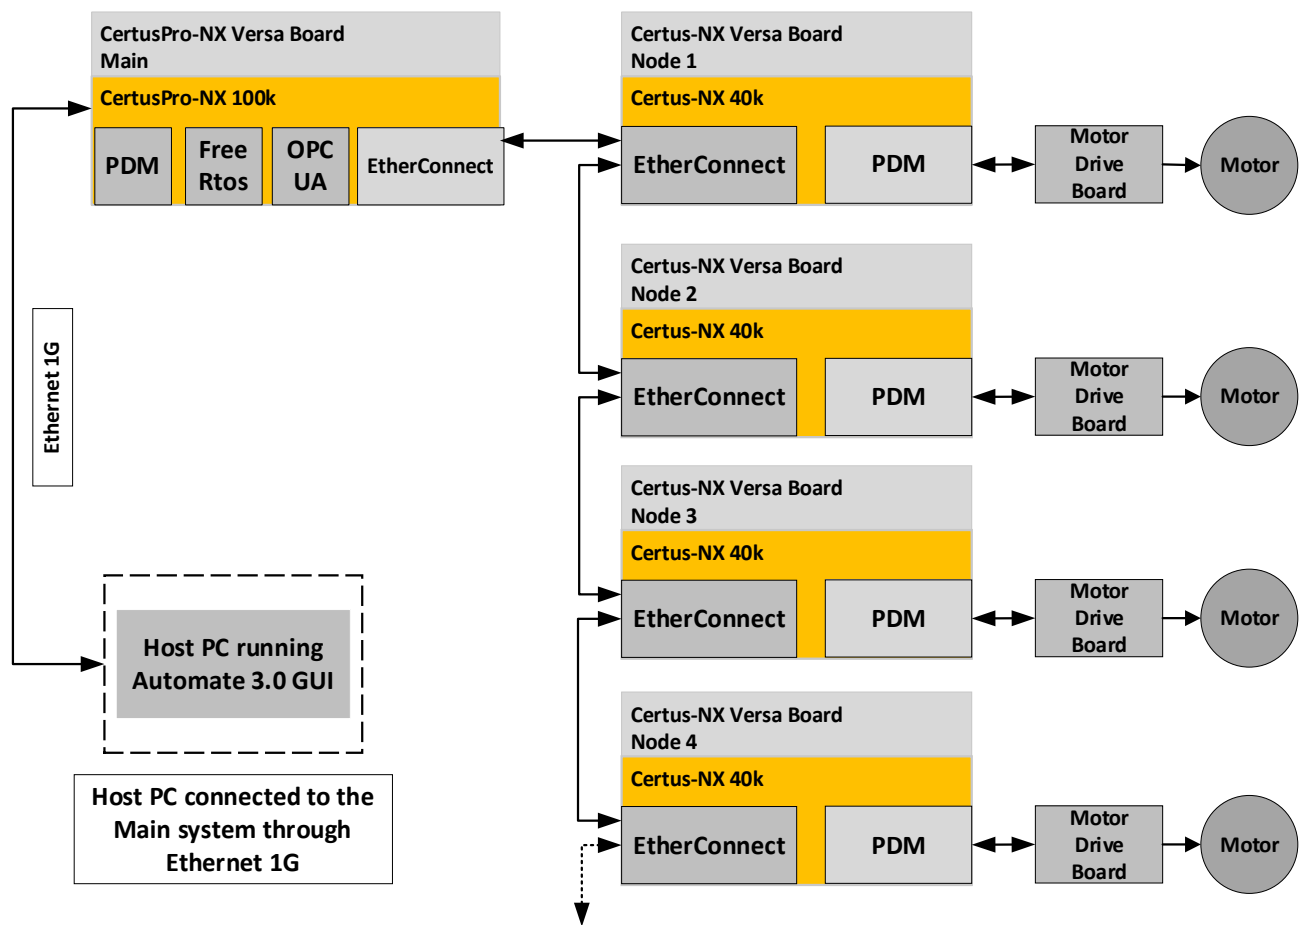 CertusPro-NX Versa Board
Main
CertusPro-NX 100k
PDM
Free
Rtos
OPC
UA
EtherConnect
Ethernet 1G
Host PC running
Automate 3.0 GUI
Host PC connected to the
Main system through
Ethernet 1G
Certus-NX Versa Board
Node 1
Certus-NX 40k
EtherConnect
PDM
Motor
Drive
Board
Motor
Certus-NX Versa Board
Node 2
Certus-NX 40k
EtherConnect
PDM
Motor
Drive
Board
Motor
Certus-NX Versa Board
Node 3
Certus-NX 40k
EtherConnect
PDM
Motor
Drive
Board
Motor
Certus-NX Versa Board
Node 4
Certus-NX 40k
EtherConnect
PDM
Motor
Drive
Board
Motor